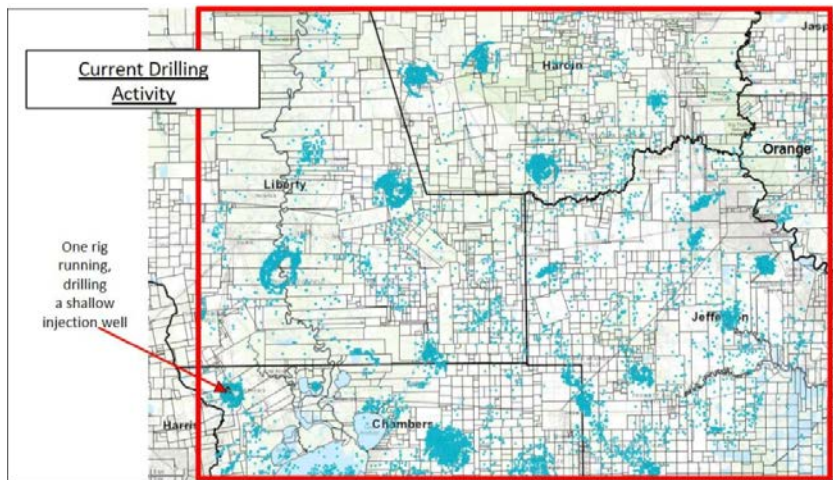 Current Drilling
Activity
Jasp
Hardin
Orange
Liberty
One rig
running,
drilling
a shallow
injection well
Jefferson
Harris
Chambers